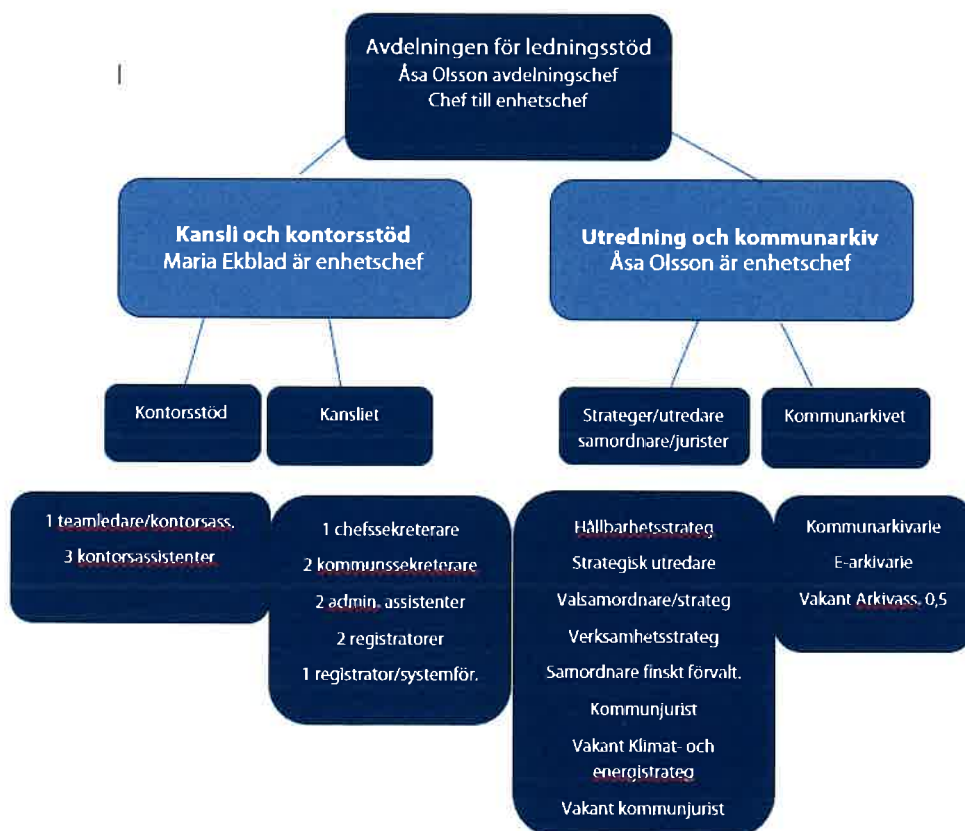 Avdelningen för ledningsstöd
Åsa Olsson avdelningschef
Chef till enhetschef
Kansli och kontorsstöd
Maria Ekblad är enhetschef
Utredning och kommunarkiv
Åsa Olsson är enhetschef
Kontorsstöd
Kansliet
Strateger/utredare
samordnare/jurister
Kommunarkivet
1 teamledare/kontorsass.
3 kontorsassistenter
1 chefssekreterare
2 kommunssekreterare
2 admin. assistenter
2 registratorer
1 registrator/systemför.
Hållbarhetsstrateg
Strategisk utredare
Valsamordnare/strateg
Verksamhetsstrateg
Samordnare finskt förvalt.
Kommunjurist
Vakant Klimat- och
energistrateg
Vakant kommunjurist
Kommunarkivarie
E-arkivarie
Vakant Arkivass. 0,5